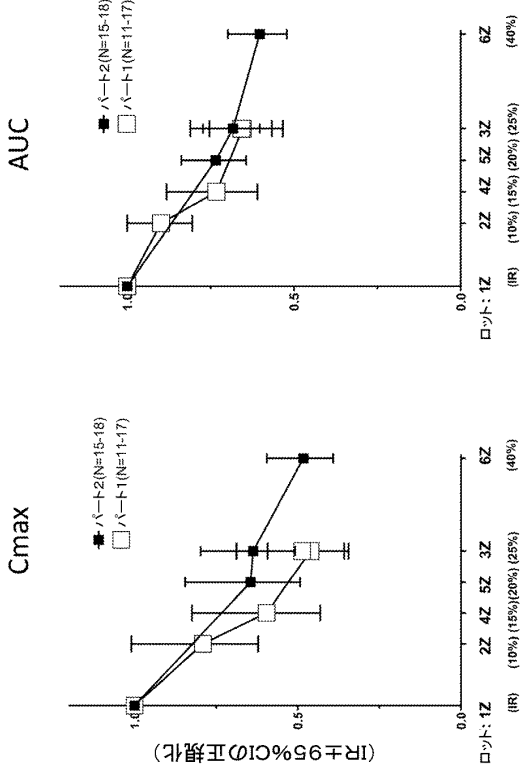 Cmax
パート2(N=15-18)
パート1(N=11-17)
(IR±95%CIの正規化)
1.0
0.5
0.0
ロット: 1Z 2Z 4Z 5Z 3Z 6Z
(IR) (10%) (15%)(20%) (25%) (40%)
AUC
パート2(N=15-18)
パート1(N=11-17)
1.0
0.5
0.0
ロット: 1Z 2Z 4Z 5Z 3Z 6Z
(IR) (10%) (15%) (20%) (25%) (40%)